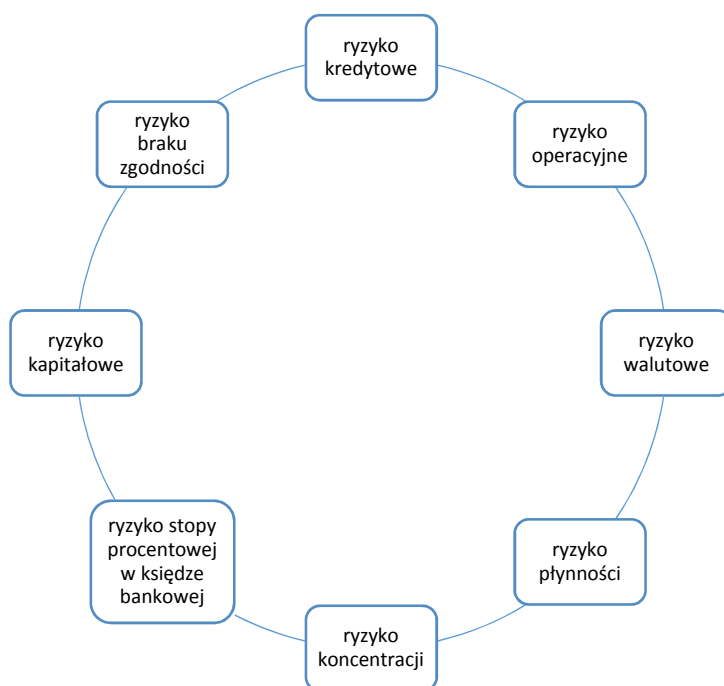 ryzyko
kredytowe
ryzyko
operacyjne
ryzyko
walutowe
ryzyko
płynności
ryzyko
koncentracji
ryzyko stopy
procentowej
w księdze
bankowej
ryzyko
kapitałowe
ryzyko
braku
zgodności